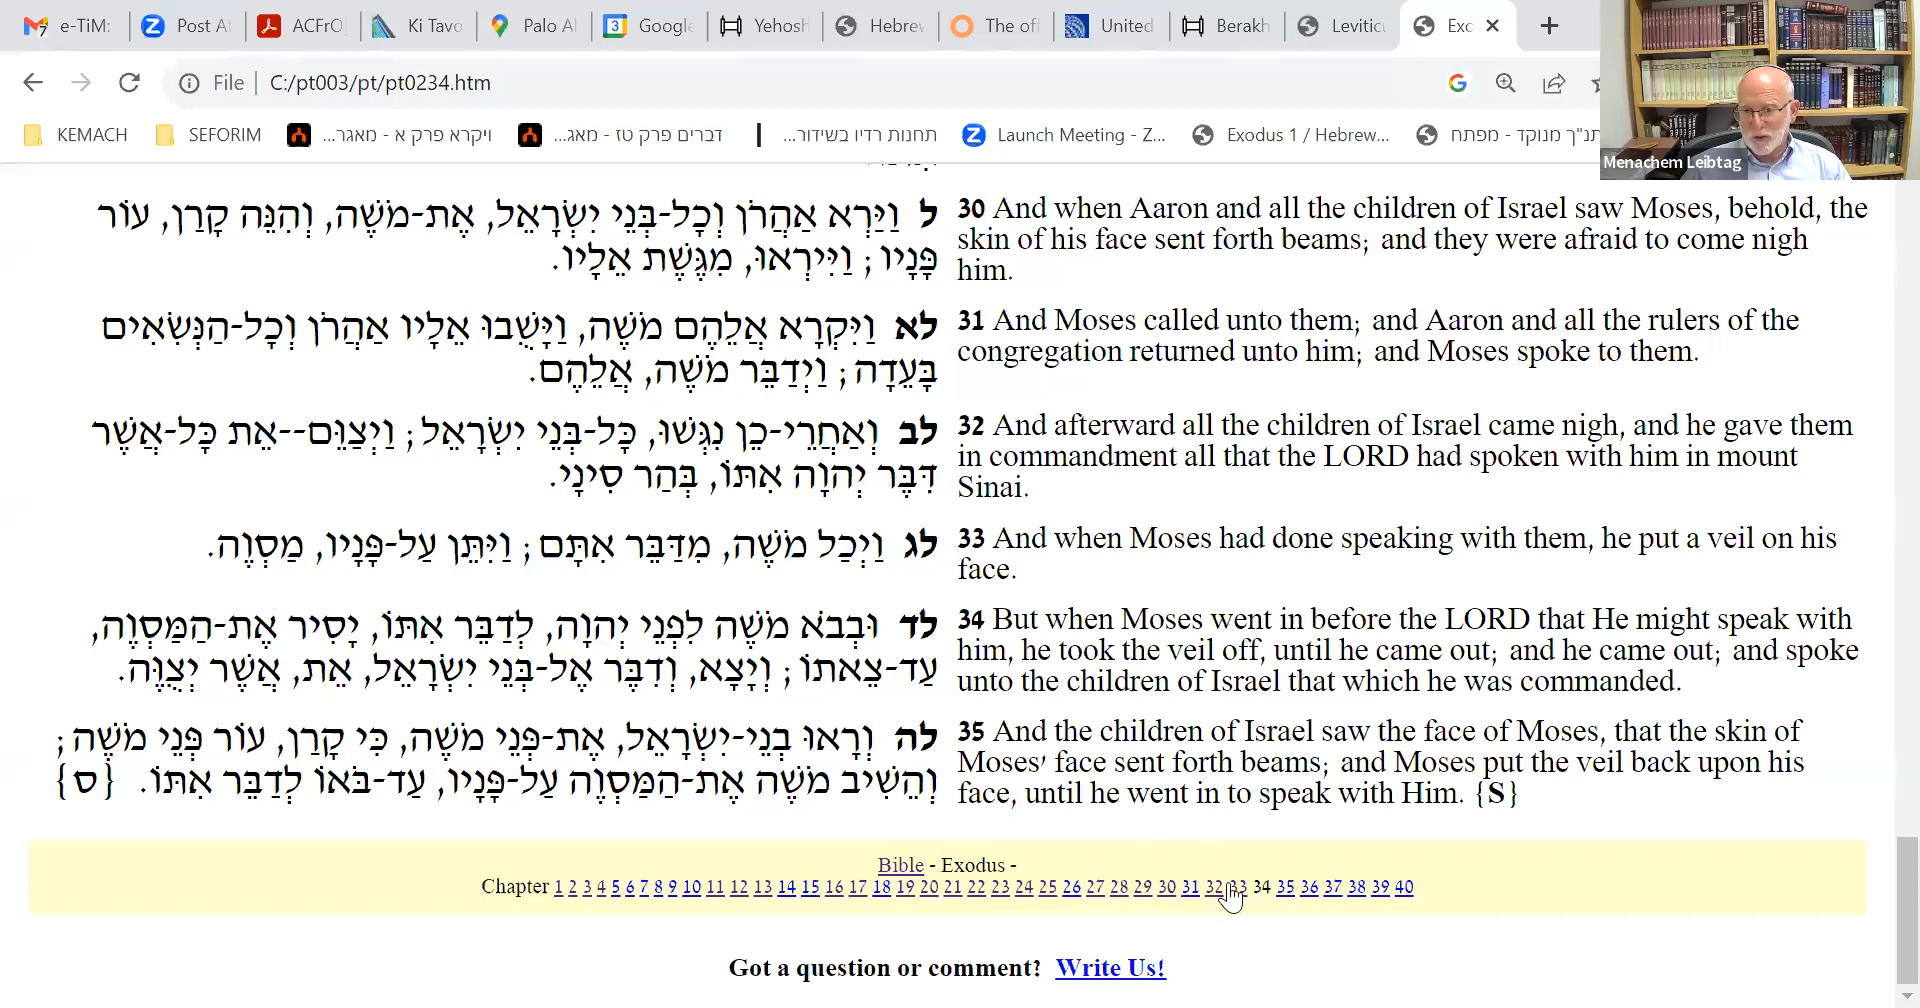 e-TiM:
Post At
ACFrO
Ki Tavo
Palo Al
Google
Yehosh
Hebrew
The off
United
Berakh
Leviticu
Exo
File | C:/pt003/pt/pt0234.htm
KEMACH
SEFORIM
ויקרא פרק א - מאגר...
דברים פרק טז - מאג...
תחנות רדיו בשידור...
Launch Meeting - Z...
Exodus 1 / Hebrew...
תנ"ך מנוקד - מפתח
Menachem Leibtag
ל וַיַּרְא אַהֲרֹן וְכָל-בְּנֵי יִשְׂרָאֵל, אֶת-מֹשֶׁה, וְהִנֵּה קָרַן, עוֹר
פָּנָיו; וַיִּירְאוּ, מִגֶּשֶׁת אֵלָיו.
30 And when Aaron and all the children of Israel saw Moses, behold, the
skin of his face sent forth beams; and they were afraid to come nigh
him.
לא וַיִּקְרָא אֲלֵהֶם מֹשֶׁה, וַיָּשֻׁבוּ אֵלָיו אַהֲרֹן וְכָל-הַנְּשִׂאִים
בָּעֵדָה; וַיְדַבֵּר מֹשֶׁה, אֲלֵהֶם.
31 And Moses called unto them; and Aaron and all the rulers of the
congregation returned unto him; and Moses spoke to them.
לב וְאַחֲרֵי-כֵן נִגְּשׁוּ, כָּל-בְּנֵי יִשְׂרָאֵל; וַיְצַוֵּם--אֵת כָּל-אֲשֶׁר
דִּבֶּר יְהוָה אִתּוֹ, בְּהַר סִינָי.
32 And afterward all the children of Israel came nigh, and he gave them
in commandment all that the LORD had spoken with him in mount
Sinai.
לג וַיְכַל מֹשֶׁה, מִדַּבֵּר אִתָּם; וַיִּתֵּן עַל-פָּנָיו, מַסְוֶה.
33 And when Moses had done speaking with them, he put a veil on his
face.
לד וּבְבֹא מֹשֶׁה לִפְנֵי יְהוָה, לְדַבֵּר אִתּוֹ, יָסִיר אֶת-הַמַּסְוֶה,
עַד-צֵאתוֹ; וְיָצָא, וְדִבֶּר אֶל-בְּנֵי יִשְׂרָאֵל, אֵת, אֲשֶׁר יְצֻוֶּה.
34 But when Moses went in before the LORD that He might speak with
him, he took the veil off, until he came out; and he came out; and spoke
unto the children of Israel that which he was commanded.
לה וְרָאוּ בְנֵי-יִשְׂרָאֵל, אֶת-פְּנֵי מֹשֶׁה, כִּי קָרַן, עוֹר פְּנֵי מֹשֶׁה;
וְהֵשִׁיב מֹשֶׁה אֶת-הַמַּסְוֶה עַל-פָּנָיו, עַד-בֹּאוֹ לְדַבֵּר אִתּוֹ. {ס}
35 And the children of Israel saw the face of Moses, that the skin of
Moses' face sent forth beams; and Moses put the veil back upon his
face, until he went in to speak with Him. {S}
Bible - Exodus -
Chapter 1 2 3 4 5 6 7 8 9 10 11 12 13 14 15 16 17 18 19 20 21 22 23 24 25 26 27 28 29 30 31 32 33 34 35 36 37 38 39 40
Got a question or comment? Write Us!